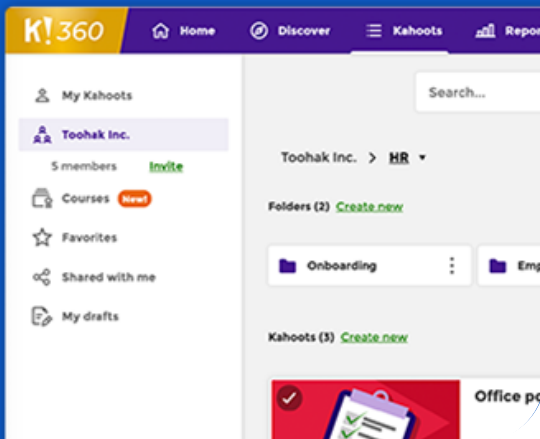 K! 360
Home
Discover
Kahoots
My Kahoots
Toohak Inc.
5 members Invite
Courses New!
Favorites
Shared with me
My drafts
Search...
Toohak Inc. > HR
Folders (2) Create new
Onboarding
Kahoots (3) Create new
Office